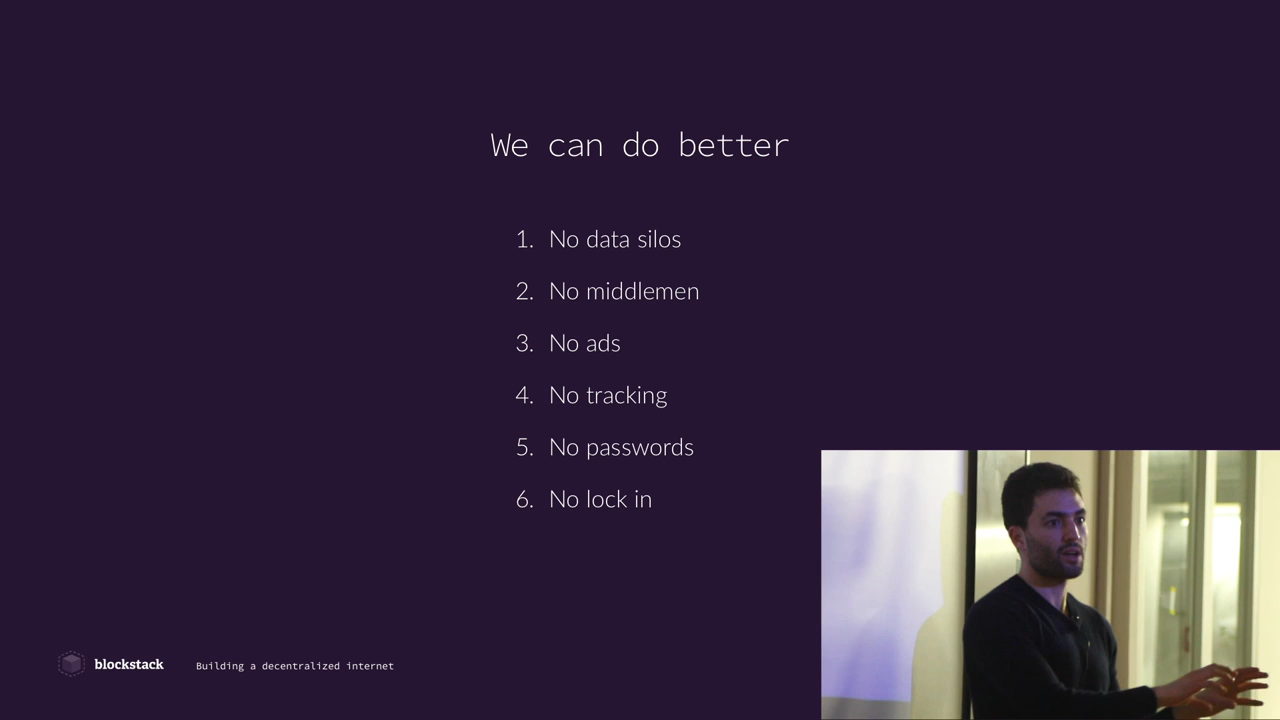 We can do better
1. No data silos
2. No middlemen
3. No ads
4. No tracking
5. No passwords
6. No lock in
blockstack Building a decentralized internet